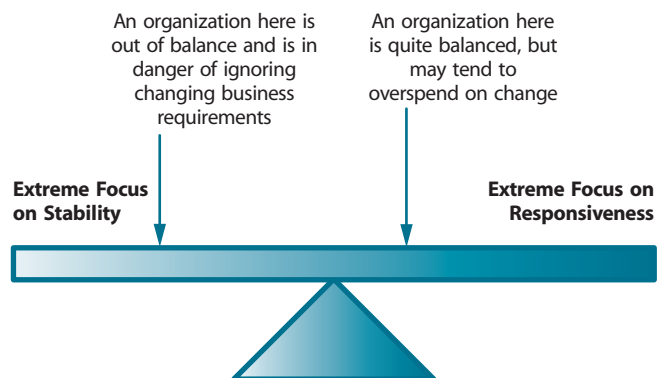 An organization here is
out of balance and is in
danger of ignoring
changing business
requirements
An organization here
is quite balanced, but
may tend to
overspend on change
Extreme Focus
on Stability
Extreme Focus on
Responsiveness